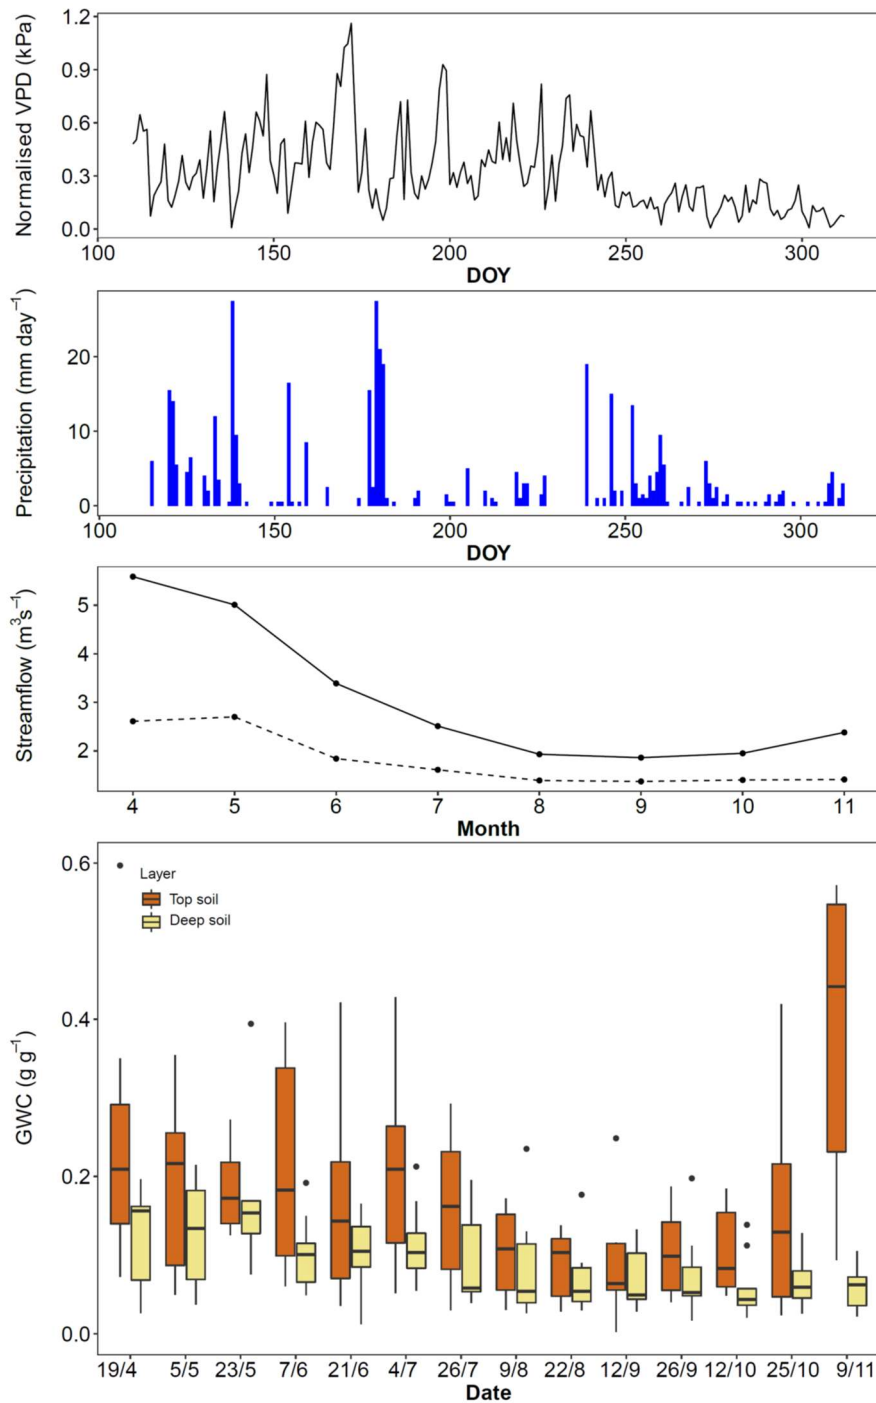 Normalised VPD (kPa)
1.2
0.9
0.6
0.3
0.0
100 150 200 250 300
DOY
Precipitation (mm day⁻¹)
20
10
0
100 150 200 250 300
DOY
Streamflow (m³s⁻¹)
5
4
3
2
4 5 6 7 8 9 10 11
Month
GWC (g g⁻¹)
0.6
0.4
0.2
0.0
Layer
Top soil
Deep soil
19/4 5/5 23/5 7/6 21/6 4/7 26/7 9/8 22/8 12/9 26/9 12/10 25/10 9/11
Date